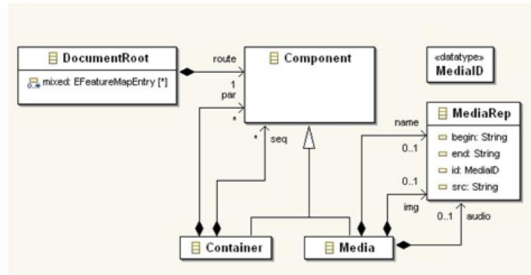 DocumentRoot
mixed: EFeatureMapEntry [*]
route
1
par
*
Component
* seq
«datatype»
MediaID
MediaRep
begin: String
end: String
id: MediaID
src: String
name
0..1
0..1
img
0..1 audio
Container
Media